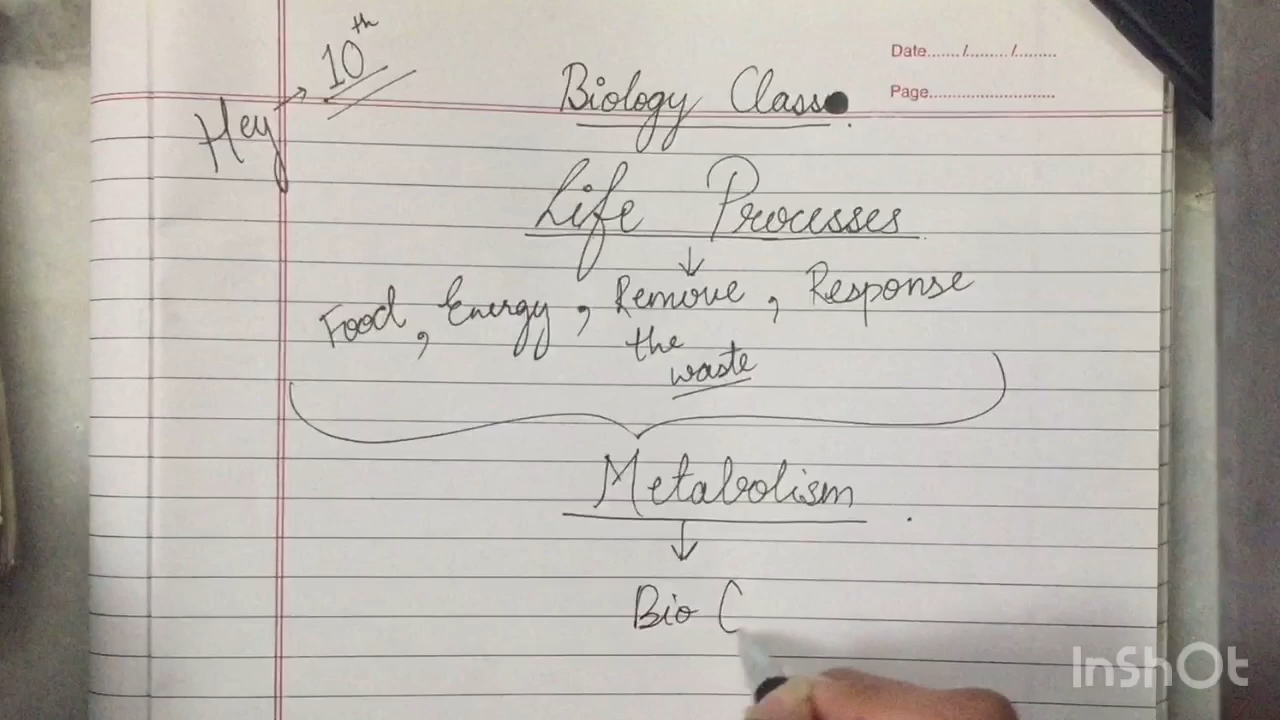 Hey → 10th
Date....../......../........
Page...........................
Biology Class.
Life Processes
↓
Food, Energy, Remove, Response
the
waste
Metabolism
↓
Bio C
InShOt